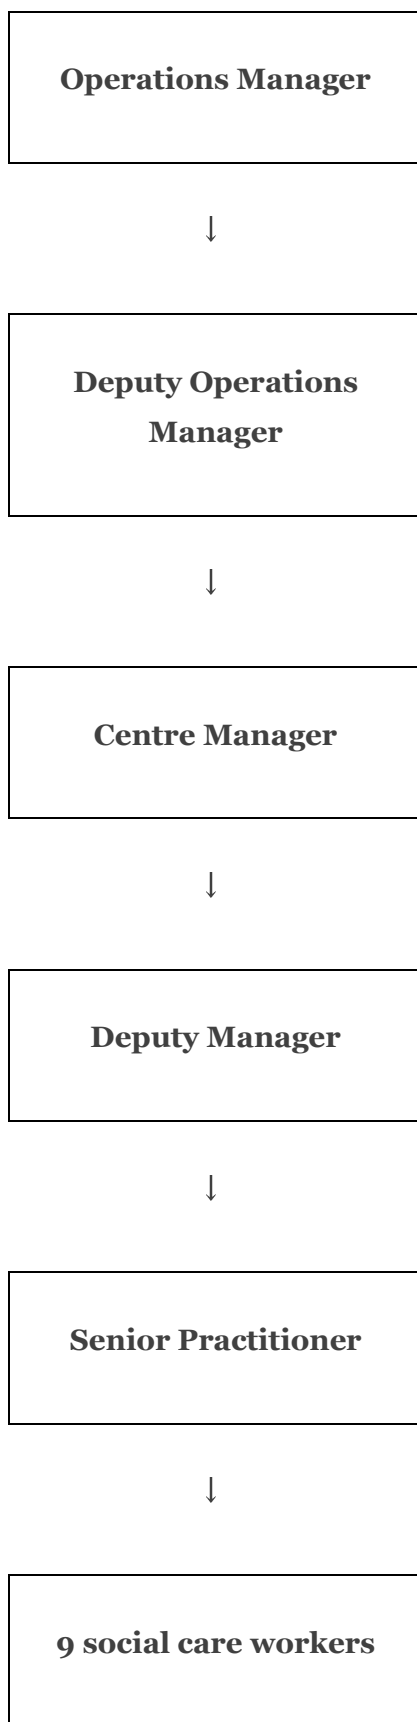 Operations Manager
↓
Deputy Operations
Manager
↓
Centre Manager
↓
Deputy Manager
↓
Senior Practitioner
↓
9 social care workers